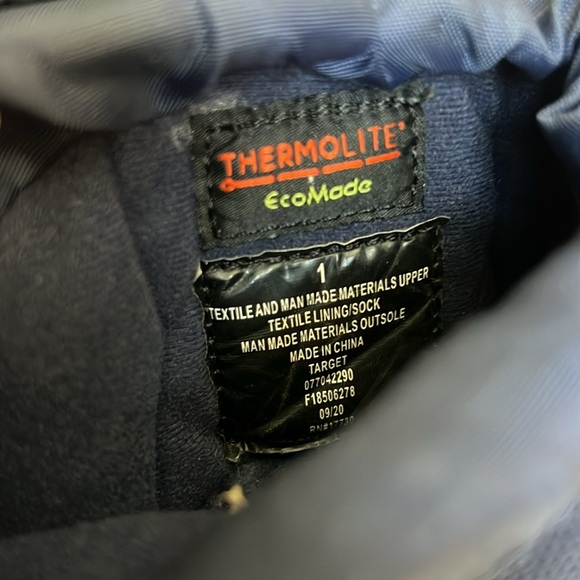 THERMOLITE®
EcoMade
1
TEXTILE AND MAN MADE MATERIALS UPPER
TEXTILE LINING/SOCK
MAN MADE MATERIALS OUTSOLE
MADE IN CHINA
TARGET
077042290
F18506278
09/20